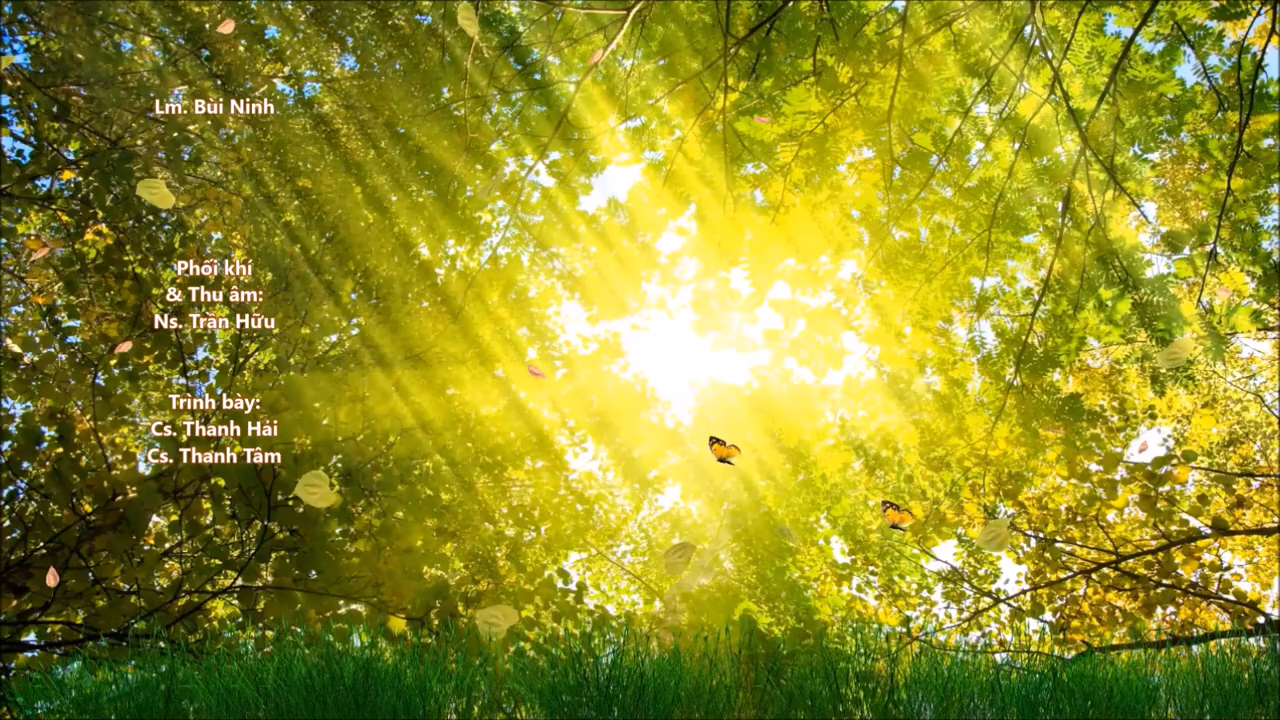 Lm. Bùi Ninh
Phối khí
& Thu âm:
Ns. Trần Hữu
Trình bày:
Cs. Thanh Hải
Cs. Thanh Tâm